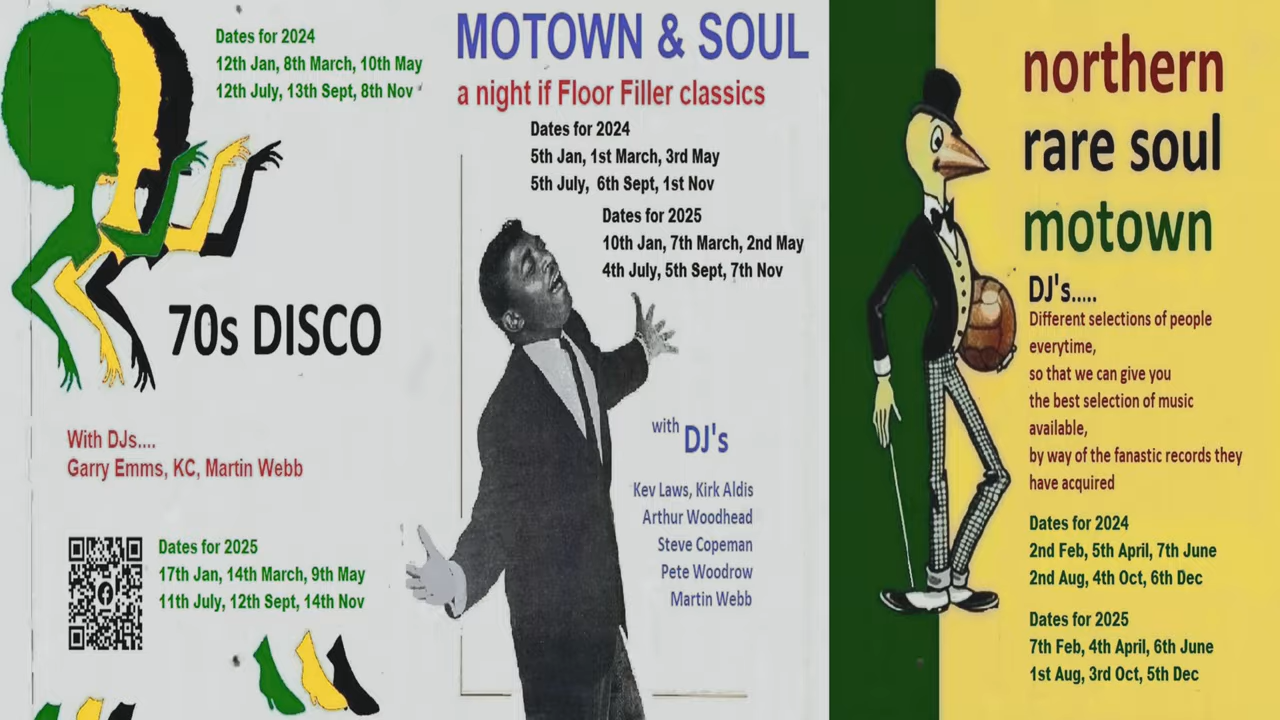 Dates for 2024
12th Jan, 8th March, 10th May
12th July, 13th Sept, 8th Nov
70s DISCO
With DJs....
Garry Emms, KC, Martin Webb
Dates for 2025
17th Jan, 14th March, 9th May
11th July, 12th Sept, 14th Nov
MOTOWN & SOUL
a night if Floor Filler classics
Dates for 2024
5th Jan, 1st March, 3rd May
5th July, 6th Sept, 1st Nov
Dates for 2025
10th Jan, 7th March, 2nd May
4th July, 5th Sept, 7th Nov
with DJ's
Kev Laws, Kirk Aldis
Arthur Woodhead
Steve Copeman
Pete Woodrow
Martin Webb
northern
rare soul
motown
DJ's.....
Different selections of people
everytime,
so that we can give you
the best selection of music
available,
by way of the fanastic records they
have acquired
Dates for 2024
2nd Feb, 5th April, 7th June
2nd Aug, 4th Oct, 6th Dec
Dates for 2025
7th Feb, 4th April, 6th June
1st Aug, 3rd Oct, 5th Dec